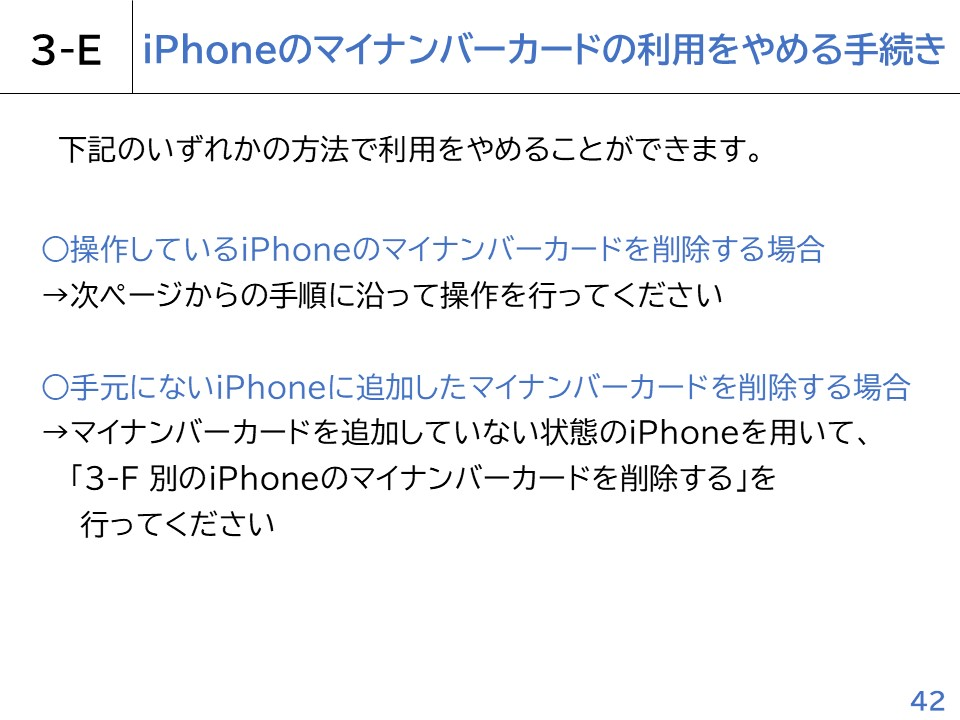 3-E
iPhoneのマイナンバーカードの利用をやめる手続き
下記のいずれかの方法で利用をやめることができます。
〇操作しているiPhoneのマイナンバーカードを削除する場合
→次ページからの手順に沿って操作を行ってください
〇手元にないiPhoneに追加したマイナンバーカードを削除する場合
→マイナンバーカードを追加していない状態のiPhoneを用いて、
「3-F 別のiPhoneのマイナンバーカードを削除する」を
行ってください
42